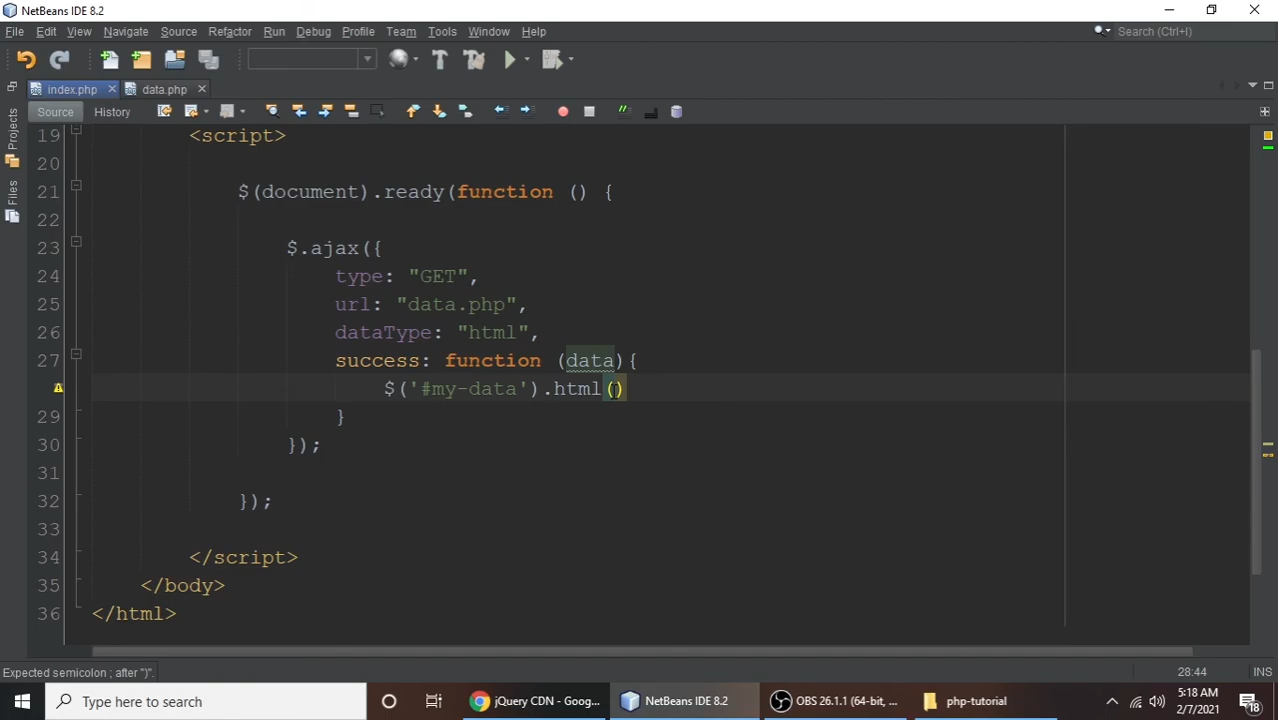 NetBeans IDE 8.2
File Edit View Navigate Source Refactor Run Debug Profile Team Tools Window Help
Search (Ctrl+I)
index.php data.php
Source History
Projects
Files
19 <script>
20
21 $(document).ready(function () {
22
23 $.ajax({
24 type: "GET",
25 url: "data.php",
26 dataType: "html",
27 success: function (data){
$('#my-data').html()
29 }
30 });
31
32 });
33
34 </script>
35 </body>
36 </html>
Expected semicolon ; after ")". 28:44 INS
Type here to search
jQuery CDN - Goog...
NetBeans IDE 8.2
OBS 26.1.1 (64-bit, ...
php-tutorial
5:18 AM
2/7/2021
18